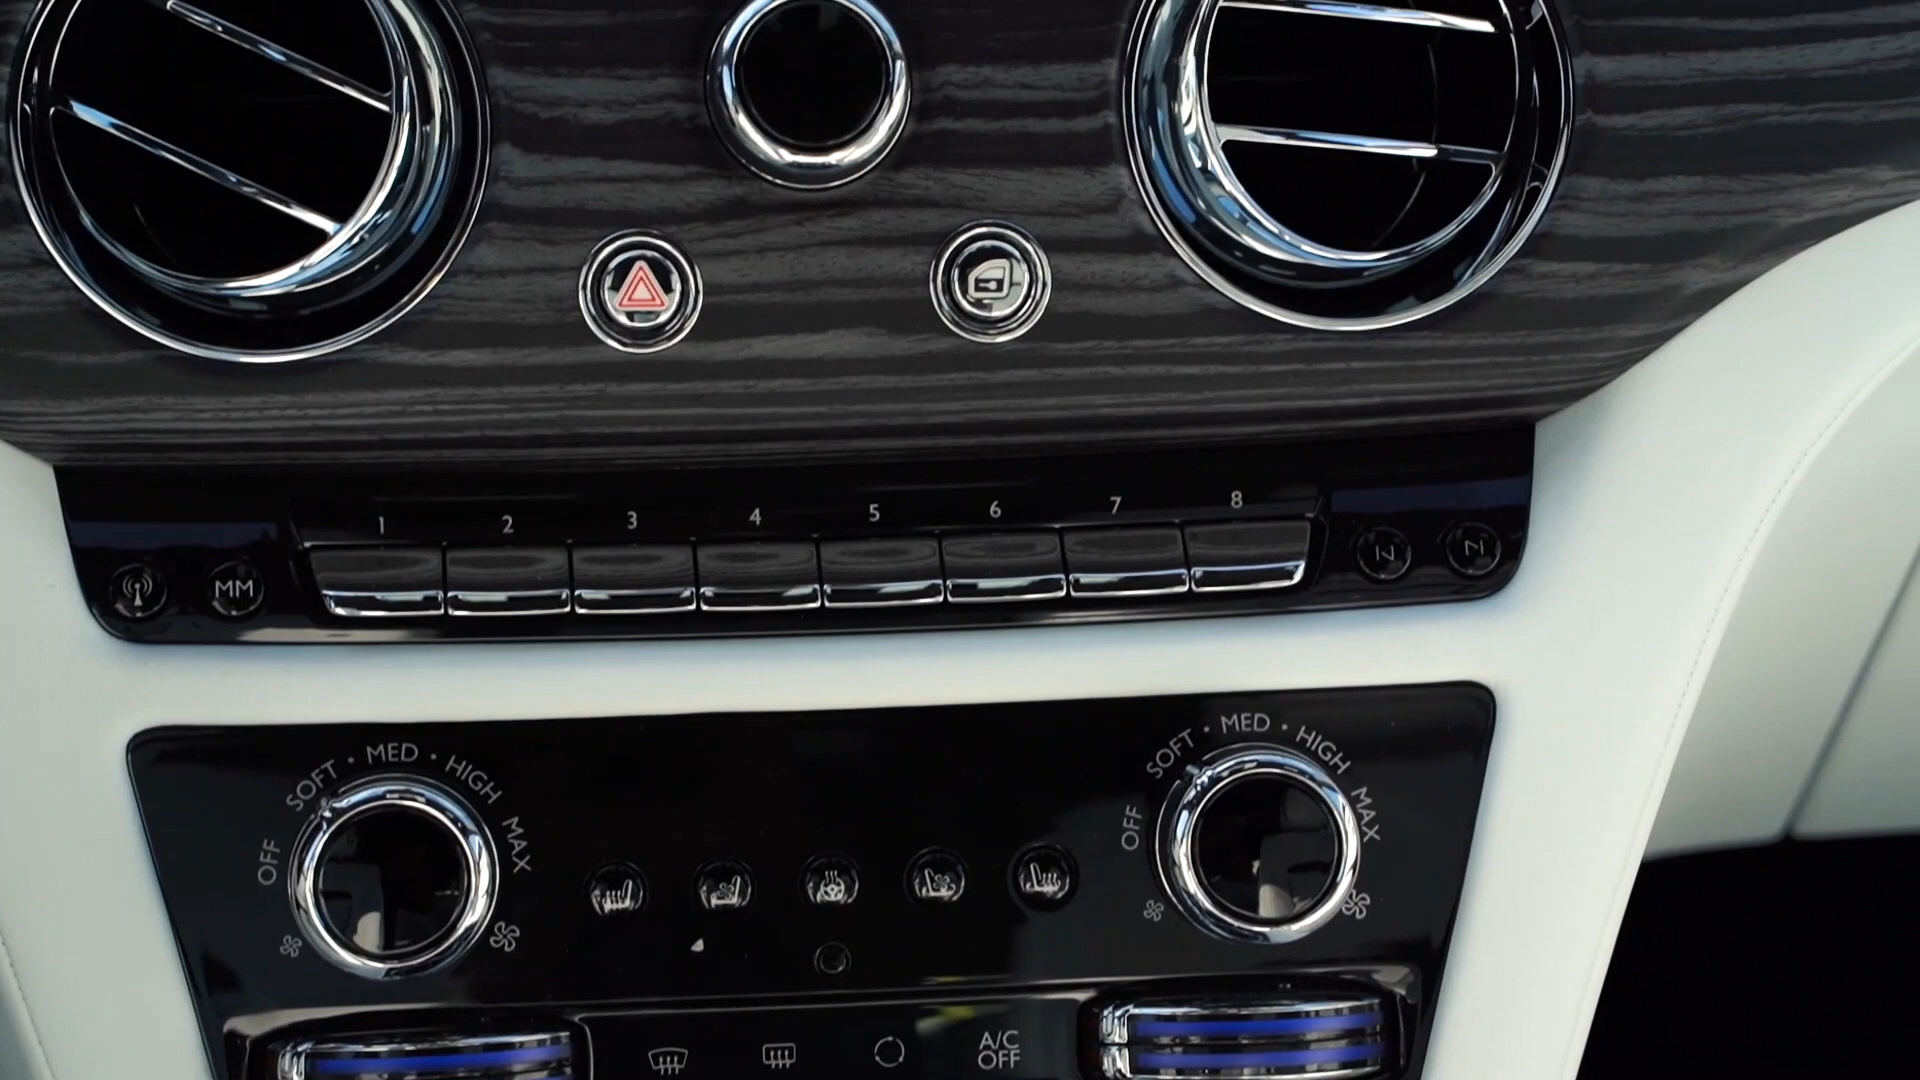 1 2 3 4 5 6 7 8
MM
SOFT • MED • HIGH
OFF
MAX
SOFT • MED • HIGH
OFF
MAX
A/C
OFF